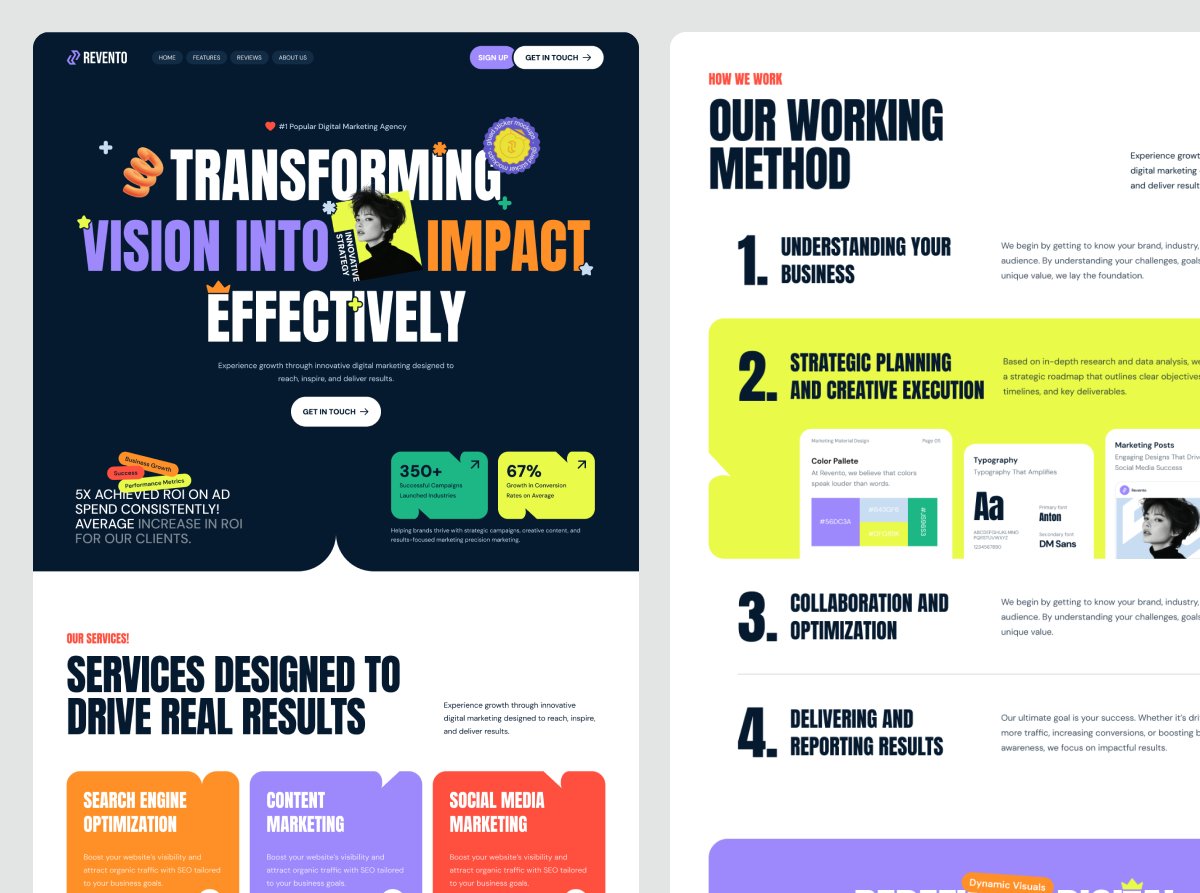 REVENTO
HOME
FEATURES
REVIEWS
ABOUT US
SIGN UP
GET IN TOUCH
#1 Popular Digital Marketing Agency
TRANSFORMING
VISION INTO
INNOVATIVE
STRATEGY
IMPACT
EFFECTIVELY
Experience growth through innovative digital marketing designed to
reach, inspire, and deliver results.
GET IN TOUCH
Business Growth
Success
Performance Metrics
5X ACHIEVED ROI ON AD
SPEND CONSISTENTLY!
AVERAGE INCREASE IN ROI
FOR OUR CLIENTS.
350+
Successful Campaigns
Launched Industries
67%
Growth in Conversion
Rates on Average
Helping brands thrive with strategic campaigns, creative content, and
results-focused marketing precision marketing.
OUR SERVICES!
SERVICES DESIGNED TO
DRIVE REAL RESULTS
Experience growth through innovative
digital marketing designed to reach, inspire,
and deliver results.
SEARCH ENGINE
OPTIMIZATION
Boost your website's visibility and
attract organic traffic with SEO tailored
to your business goals.
CONTENT
MARKETING
Boost your website's visibility and
attract organic traffic with SEO tailored
to your business goals.
SOCIAL MEDIA
MARKETING
Boost your website's visibility and
attract organic traffic with SEO tailored
to your business goals.
HOW WE WORK
OUR WORKING
METHOD
Experience growt
digital marketing
and deliver result
1.
UNDERSTANDING YOUR
BUSINESS
We begin by getting to know your brand, industry,
audience. By understanding your challenges, goals
unique value, we lay the foundation.
2.
STRATEGIC PLANNING
AND CREATIVE EXECUTION
Based on in-depth research and data analysis, we
a strategic roadmap that outlines clear objectives
timelines, and key deliverables.
Marketing Material Design
Page 05
Color Pallete
At Revento, we believe that colors
speak louder than words.
#56DC3A
Typography
Typography That Amplifies
Aa
Primary font
Anton
Secondary font
DM Sans
1234567890
Marketing Posts
Engaging Designs That Drive
Social Media Success
Revento
3.
COLLABORATION AND
OPTIMIZATION
We begin by getting to know your brand, industry,
audience. By understanding your challenges, goals
unique value.
4.
DELIVERING AND
REPORTING RESULTS
Our ultimate goal is your success. Whether it's dri
more traffic, increasing conversions, or boosting b
awareness, we focus on impactful results.
Dynamic Visuals